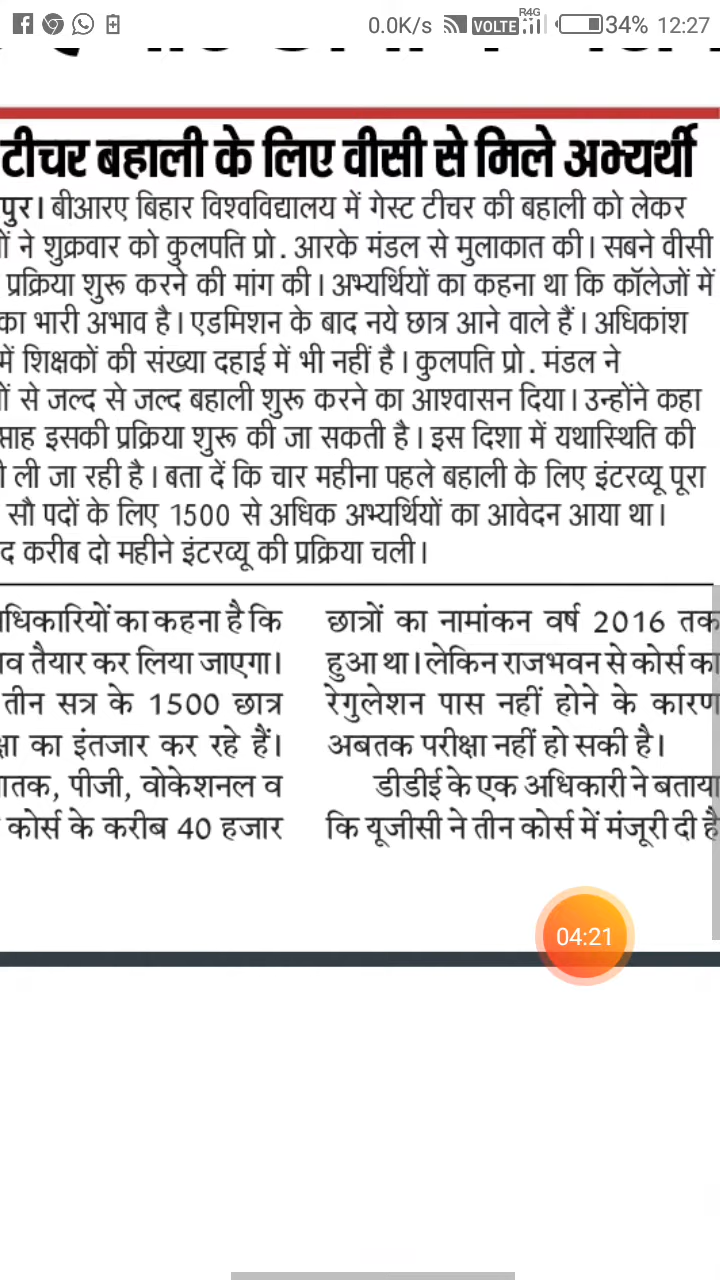 0.0K/s VOLTE R4G 34% 12:27
टीचर बहाली के लिए वीसी से मिले अभ्यर्थी
पुर। बीआरए बिहार विश्वविद्यालय में गेस्ट टीचर की बहाली को लेकर
ों ने शुक्रवार को कुलपति प्रो. आरके मंडल से मुलाकात की। सबने वीसी
प्रक्रिया शुरू करने की मांग की। अभ्यर्थियों का कहना था कि कॉलेजों में
का भारी अभाव है। एडमिशन के बाद नये छात्र आने वाले हैं। अधिकांश
में शिक्षकों की संख्या दहाई में भी नहीं है। कुलपति प्रो. मंडल ने
ों से जल्द से जल्द बहाली शुरू करने का आश्वासन दिया। उन्होंने कहा
प्ताह इसकी प्रक्रिया शुरू की जा सकती है। इस दिशा में यथास्थिति की
ी ली जा रही है। बता दें कि चार महीना पहले बहाली के लिए इंटरव्यू पूरा
सौ पदों के लिए 1500 से अधिक अभ्यर्थियों का आवेदन आया था।
द करीब दो महीने इंटरव्यू की प्रक्रिया चली।
धिकारियों का कहना है कि
व तैयार कर लिया जाएगा।
तीन सत्र के 1500 छात्र
क्षा का इंतजार कर रहे हैं।
ातक, पीजी, वोकेशनल व
कोर्स के करीब 40 हजार
छात्रों का नामांकन वर्ष 2016 तक
हुआ था। लेकिन राजभवन से कोर्स का
रेगुलेशन पास नहीं होने के कारण
अबतक परीक्षा नहीं हो सकी है।
डीडीई के एक अधिकारी ने बताया
कि यूजीसी ने तीन कोर्स में मंजूरी दी है
04:21